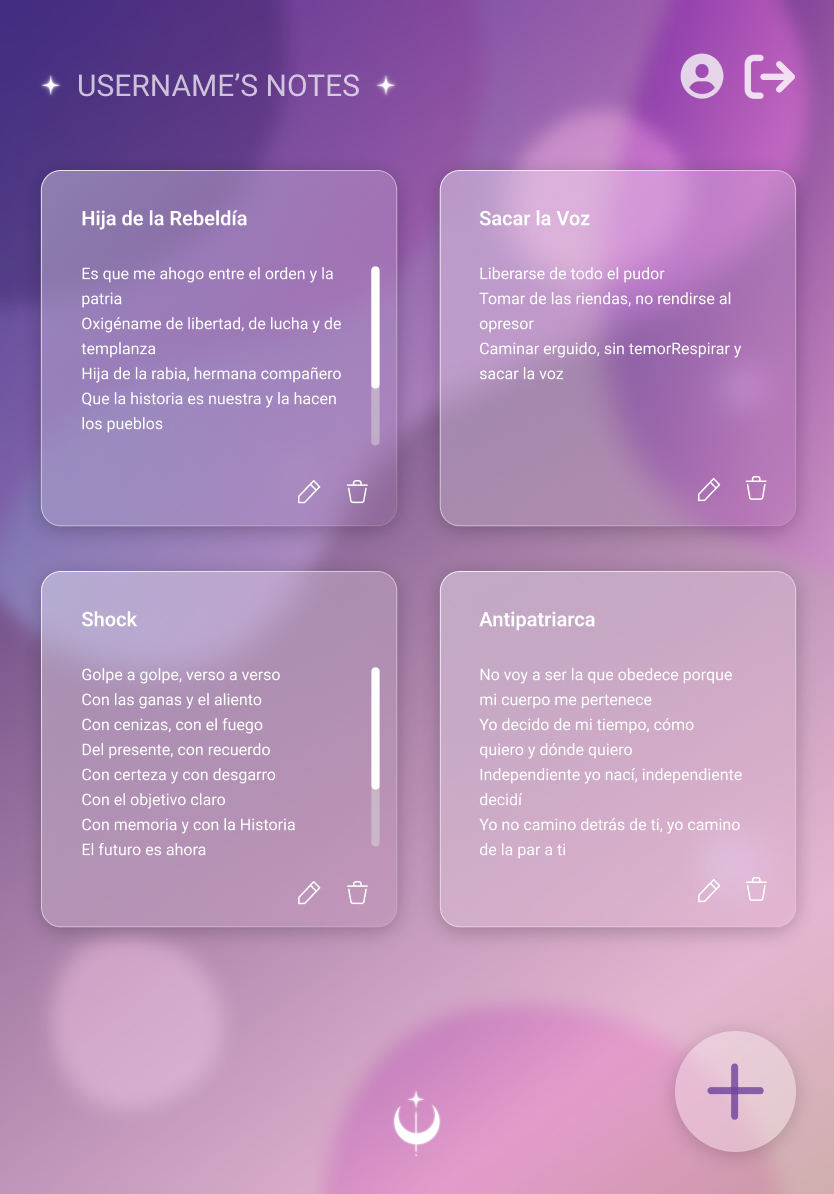 USERNAME’S NOTES
Hija de la Rebeldía
Es que me ahogo entre el orden y la
patria
Oxigéname de libertad, de lucha y de
templanza
Hija de la rabia, hermana compañero
Que la historia es nuestra y la hacen
los pueblos
Sacar la Voz
Liberarse de todo el pudor
Tomar de las riendas, no rendirse al
opresor
Caminar erguido, sin temorRespirar y
sacar la voz
Shock
Golpe a golpe, verso a verso
Con las ganas y el aliento
Con cenizas, con el fuego
Del presente, con recuerdo
Con certeza y con desgarro
Con el objetivo claro
Con memoria y con la Historia
El futuro es ahora
Antipatriarca
No voy a ser la que obedece porque
mi cuerpo me pertenece
Yo decido de mi tiempo, cómo
quiero y dónde quiero
Independiente yo nací, independiente
decidí
Yo no camino detrás de ti, yo camino
de la par a ti